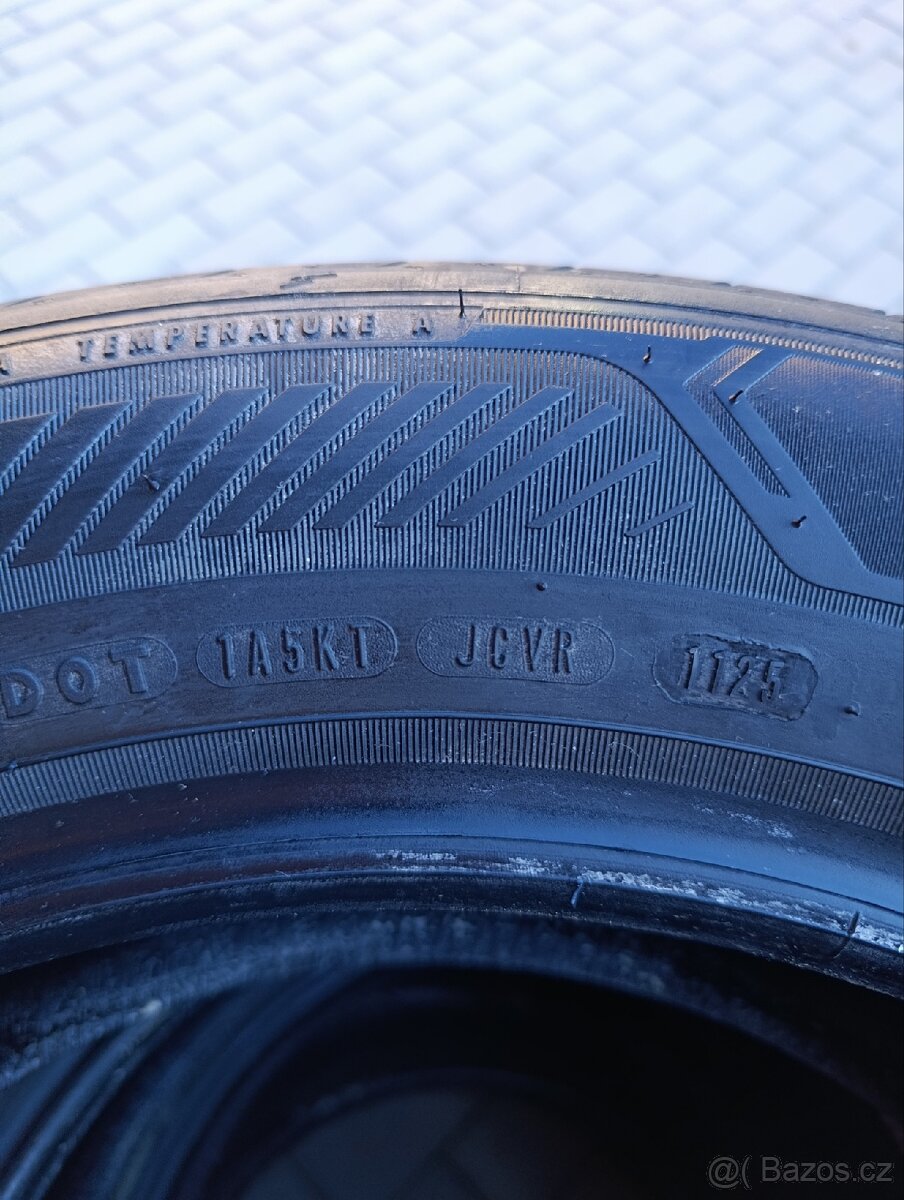 TEMPERATURE A
DOT 1A5KT JCVR 1125
@( Bazos.cz